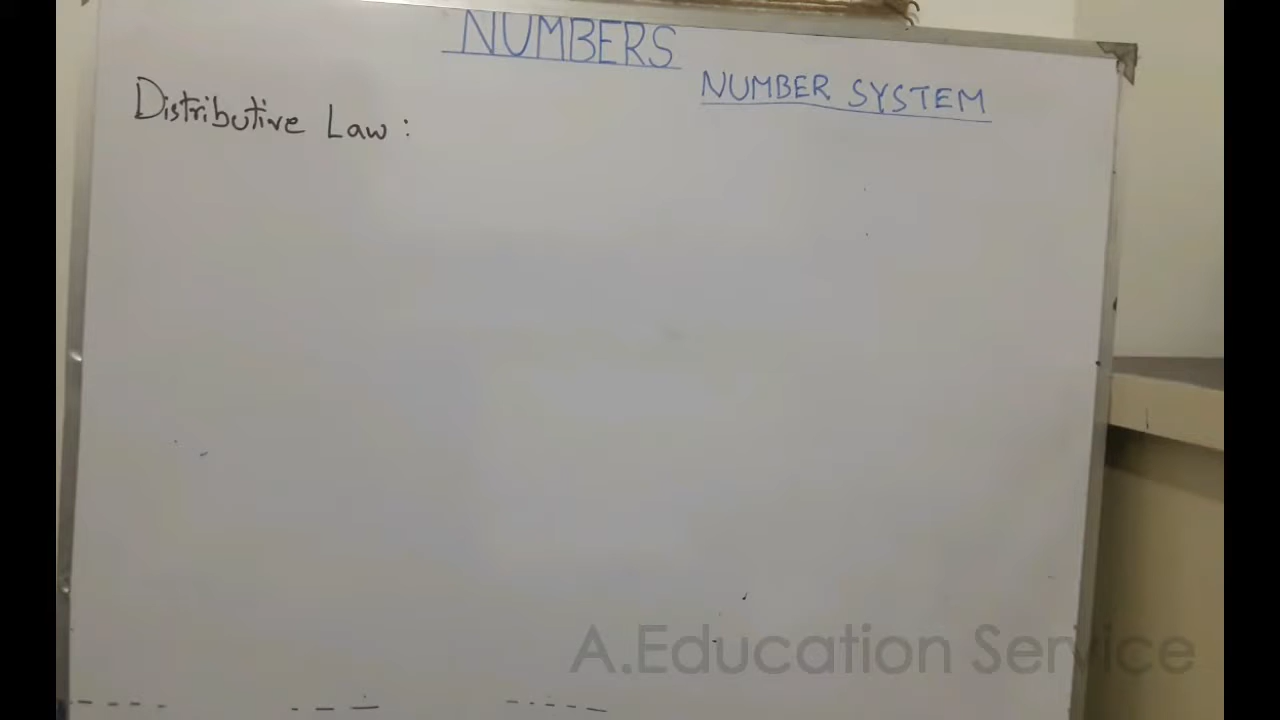 NUMBERS
NUMBER SYSTEM
Distributive Law :
A.Education Service